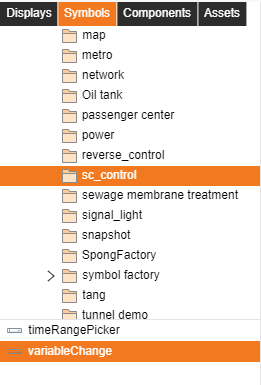 Displays Symbols Components Assets
map
metro
network
Oil tank
passenger center
power
reverse_control
sc_control
sewage membrane treatment
signal_light
snapshot
SpongFactory
symbol factory
tang
tunnel demo
timeRangePicker
variableChange